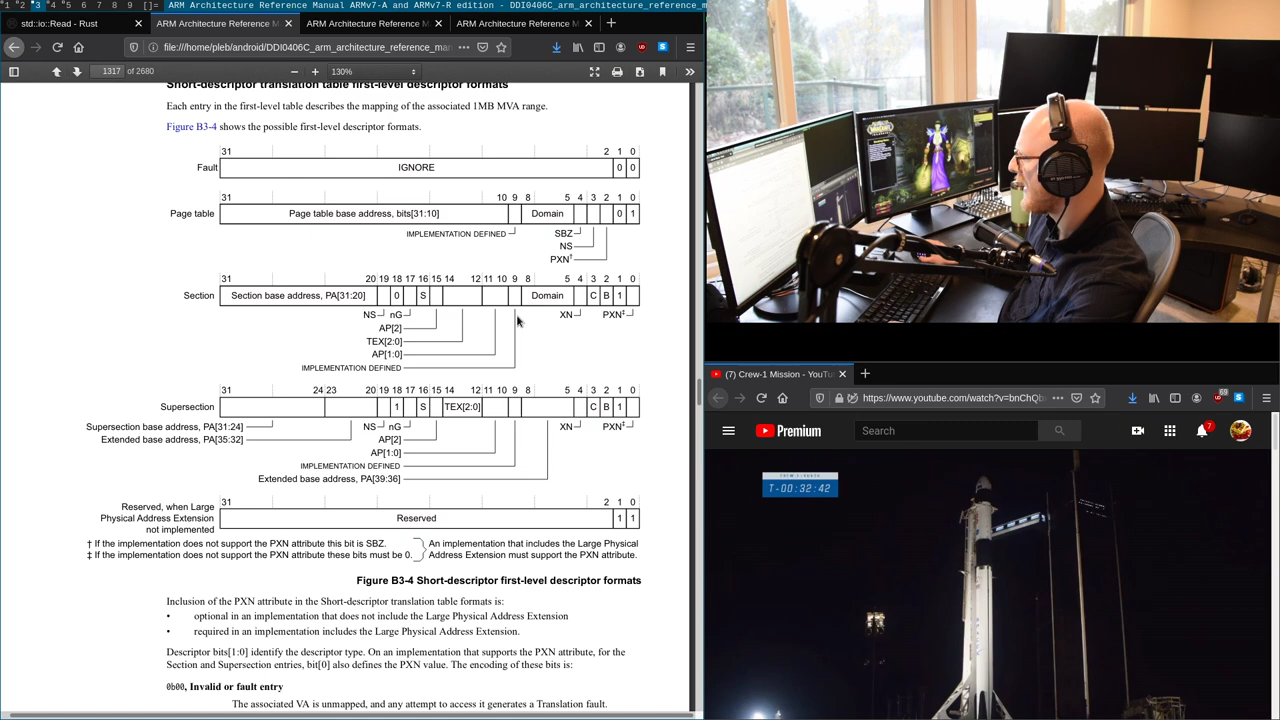 1 2 3 4 5 6 7 8 9 []= ARM Architecture Reference Manual ARMv7-A and ARMv7-R edition - DDI0406C_arm_architecture_reference_m
std::io::Read - Rust
ARM Architecture Reference M
ARM Architecture Reference M
ARM Architecture Reference M
file:///home/pleb/android/DDI0406C_arm_architecture_reference_ma
1317 of 2680
130%
Short-descriptor translation table first-level descriptor formats
Each entry in the first-level table describes the mapping of the associated 1MB MVA range.
Figure B3-4 shows the possible first-level descriptor formats.
31 2 1 0
Fault IGNORE 0 0
31 10 9 8 5 4 3 2 1 0
Page table Page table base address, bits[31:10] Domain 0 1
IMPLEMENTATION DEFINED SBZ
NS
PXN†
31 20 19 18 17 16 15 14 12 11 10 9 8 5 4 3 2 1 0
Section Section base address, PA[31:20] 0 S Domain C B 1
NS nG XN PXN‡
AP[2]
TEX[2:0]
AP[1:0]
IMPLEMENTATION DEFINED
31 24 23 20 19 18 17 16 15 14 12 11 10 9 8 5 4 3 2 1 0
Supersection 1 S TEX[2:0] C B 1
Supersection base address, PA[31:24] NS nG XN PXN‡
Extended base address, PA[35:32] AP[2]
AP[1:0]
IMPLEMENTATION DEFINED
Extended base address, PA[39:36]
31 2 1 0
Reserved, when Large
Physical Address Extension
not implemented
Reserved 1 1
† If the implementation does not support the PXN attribute this bit is SBZ.
‡ If the implementation does not support the PXN attribute these bits must be 0.
An implementation that includes the Large Physical
Address Extension must support the PXN attribute.
Figure B3-4 Short-descriptor first-level descriptor formats
Inclusion of the PXN attribute in the Short-descriptor translation table formats is:
• optional in an implementation that does not include the Large Physical Address Extension
• required in an implementation includes the Large Physical Address Extension.
Descriptor bits[1:0] identify the descriptor type. On an implementation that supports the PXN attribute, for the
Section and Supersection entries, bit[0] also defines the PXN value. The encoding of these bits is:
0b00, Invalid or fault entry
The associated VA is unmapped, and any attempt to access it generates a Translation fault.
(7) Crew-1 Mission - YouTu
https://www.youtube.com/watch?v=bnChQb
69
Premium
Search
7
T-00:32:42